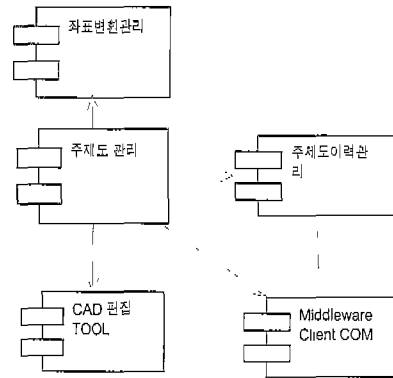 좌표변환관리
주제도 관리
주제도이력관
리
CAD 편집
TOOL
Middleware
Client COM